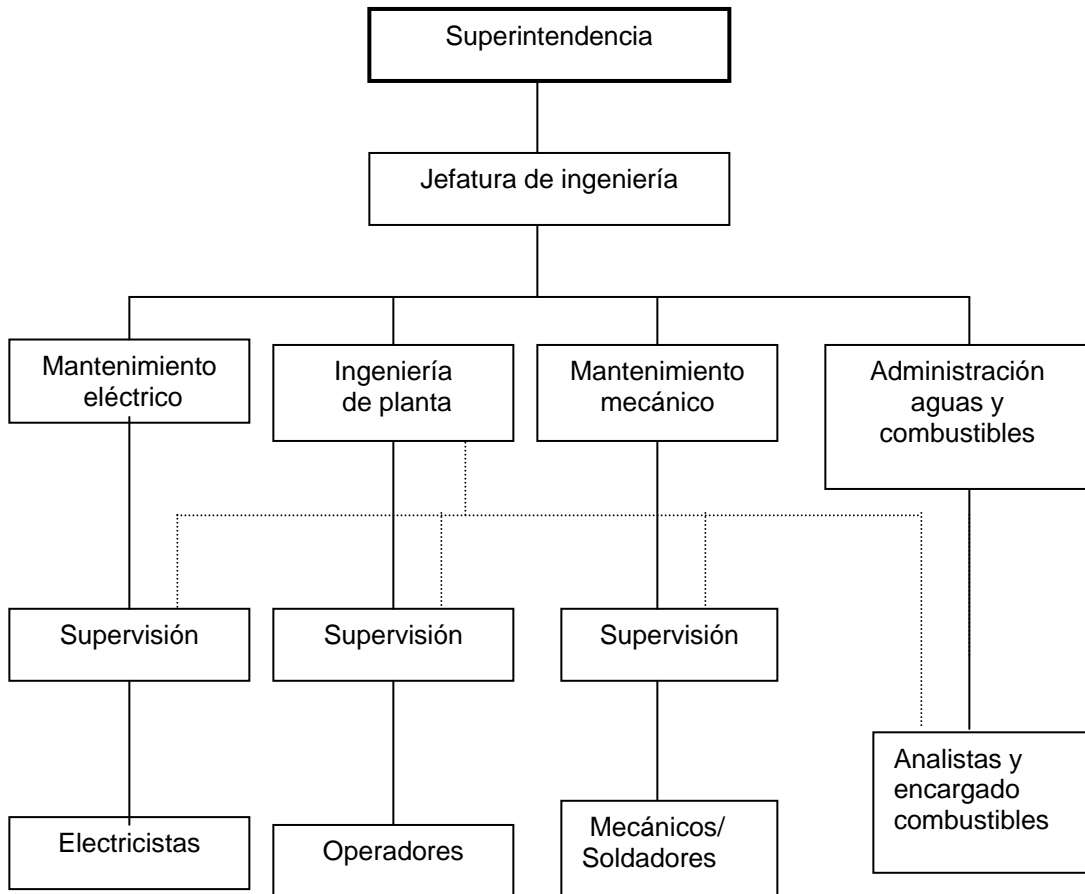 Superintendencia
Jefatura de ingeniería
Mantenimiento
eléctrico
Ingeniería
de planta
Mantenimiento
mecánico
Administración
aguas y
combustibles
Supervisión
Supervisión
Supervisión
Electricistas
Operadores
Mecánicos/
Soldadores
Analistas y
encargado
combustibles